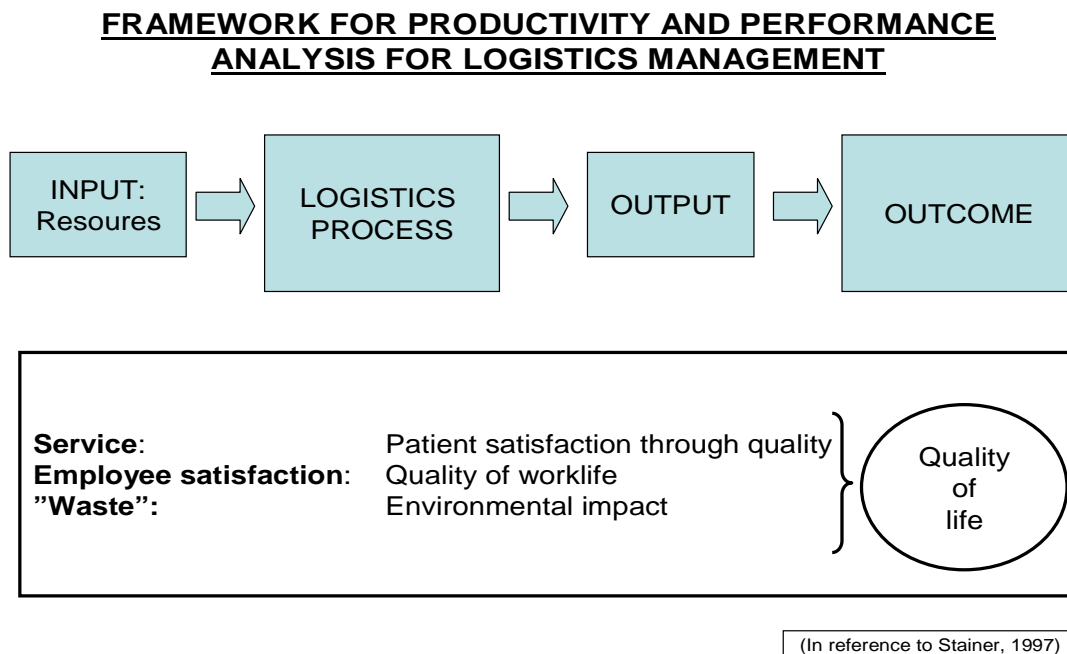 FRAMEWORK FOR PRODUCTIVITY AND PERFORMANCE
ANALYSIS FOR LOGISTICS MANAGEMENT
INPUT:
Resoures
LOGISTICS
PROCESS
OUTPUT
OUTCOME
Service: Patient satisfaction through quality
Employee satisfaction: Quality of worklife
”Waste”: Environmental impact
Quality
of
life
(In reference to Stainer, 1997)